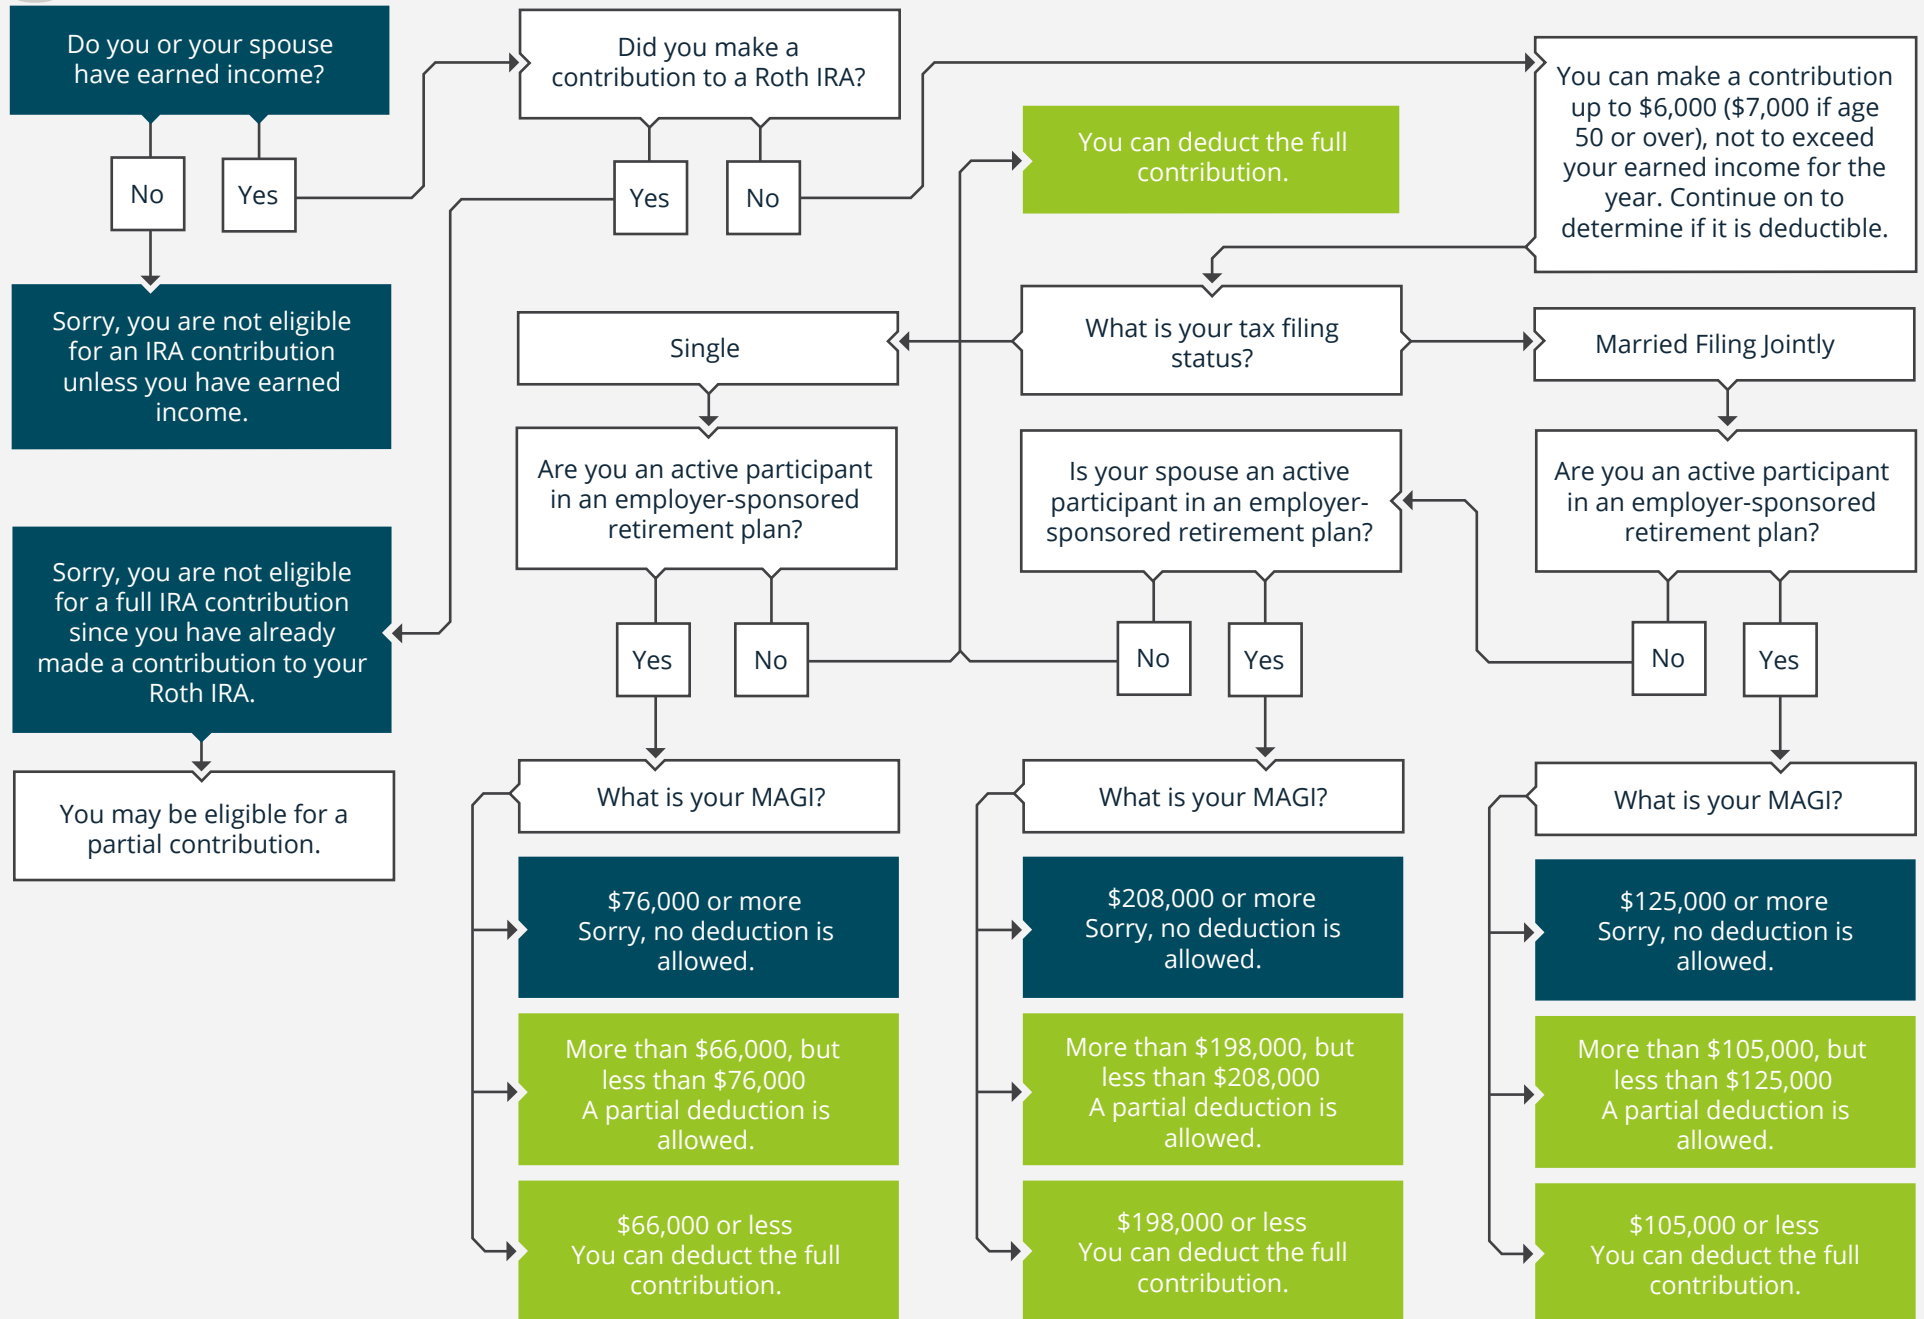 Do you or your spouse
have earned income?
No
Yes
Did you make a
contribution to a Roth IRA?
Yes
No
You can make a contribution
up to $6,000 ($7,000 if age
50 or over), not to exceed
your earned income for the
year. Continue on to
determine if it is deductible.
You can deduct the full
contribution.
Sorry, you are not eligible
for an IRA contribution
unless you have earned
income.
Sorry, you are not eligible
for a full IRA contribution
since you have already
made a contribution to your
Roth IRA.
You may be eligible for a
partial contribution.
What is your tax filing
status?
Single
Married Filing Jointly
Are you an active participant
in an employer-sponsored
retirement plan?
Yes
No
Is your spouse an active
participant in an employer-
sponsored retirement plan?
No
Yes
Are you an active participant
in an employer-sponsored
retirement plan?
No
Yes
What is your MAGI?
$76,000 or more
Sorry, no deduction is
allowed.
More than $66,000, but
less than $76,000
A partial deduction is
allowed.
$66,000 or less
You can deduct the full
contribution.
What is your MAGI?
$208,000 or more
Sorry, no deduction is
allowed.
More than $198,000, but
less than $208,000
A partial deduction is
allowed.
$198,000 or less
You can deduct the full
contribution.
What is your MAGI?
$125,000 or more
Sorry, no deduction is
allowed.
More than $105,000, but
less than $125,000
A partial deduction is
allowed.
$105,000 or less
You can deduct the full
contribution.